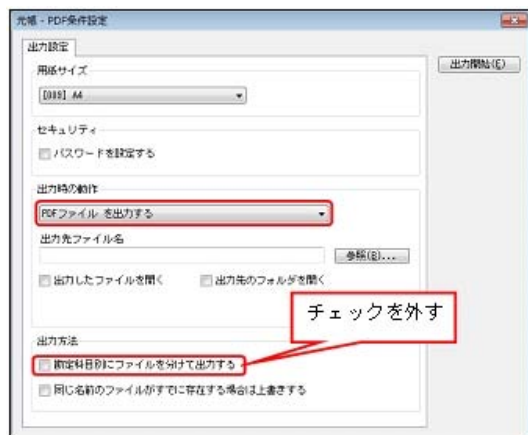 元帳 - PDF条件設定
出力設定
出力開始(E)
用紙サイズ
[009] A4
セキュリティ
パスワードを設定する
出力時の動作
PDFファイル を出力する
出力先ファイル名
参照(B)...
出力したファイルを開く
出力先のフォルダを開く
チェックを外す
出力方法
勘定科目別にファイルを分けて出力する
同じ名前のファイルがすでに存在する場合は上書きする